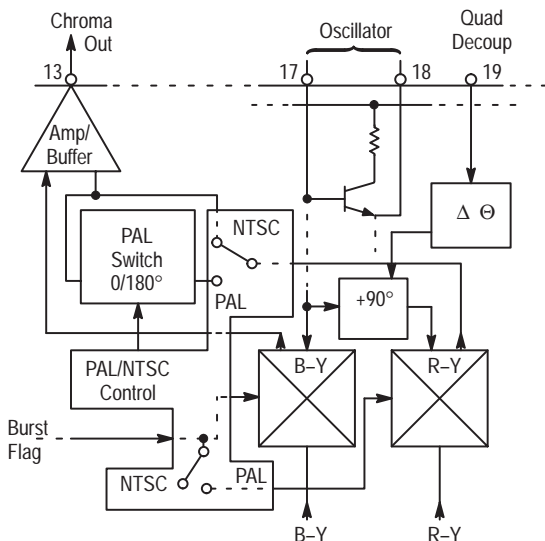 Chroma
Out
Oscillator
Quad
Decoup
13
17
18
19
Amp/
Buffer
NTSC
PAL
Switch
0/180°
PAL
Δ Θ
+90°
PAL/NTSC
Control
B–Y
R–Y
Burst
Flag
NTSC
PAL
B–Y
R–Y